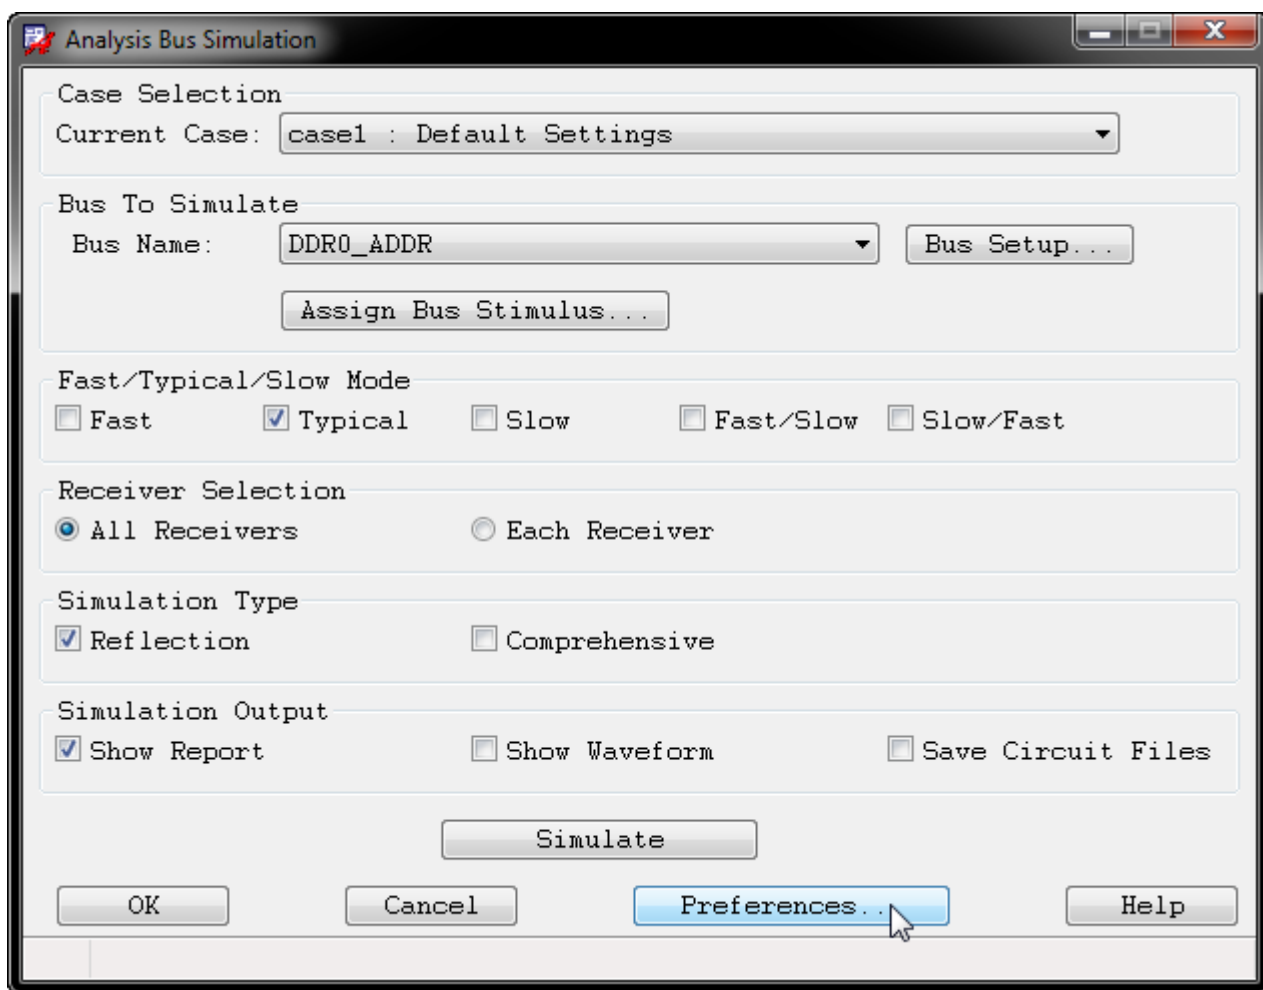 Analysis Bus Simulation
Case Selection
Current Case: case1 : Default Settings
Bus To Simulate
Bus Name: DDR0_ADDR Bus Setup...
Assign Bus Stimulus...
Fast/Typical/Slow Mode
Fast Typical Slow Fast/Slow Slow/Fast
Receiver Selection
All Receivers Each Receiver
Simulation Type
Reflection Comprehensive
Simulation Output
Show Report Show Waveform Save Circuit Files
Simulate
OK Cancel Preferences... Help